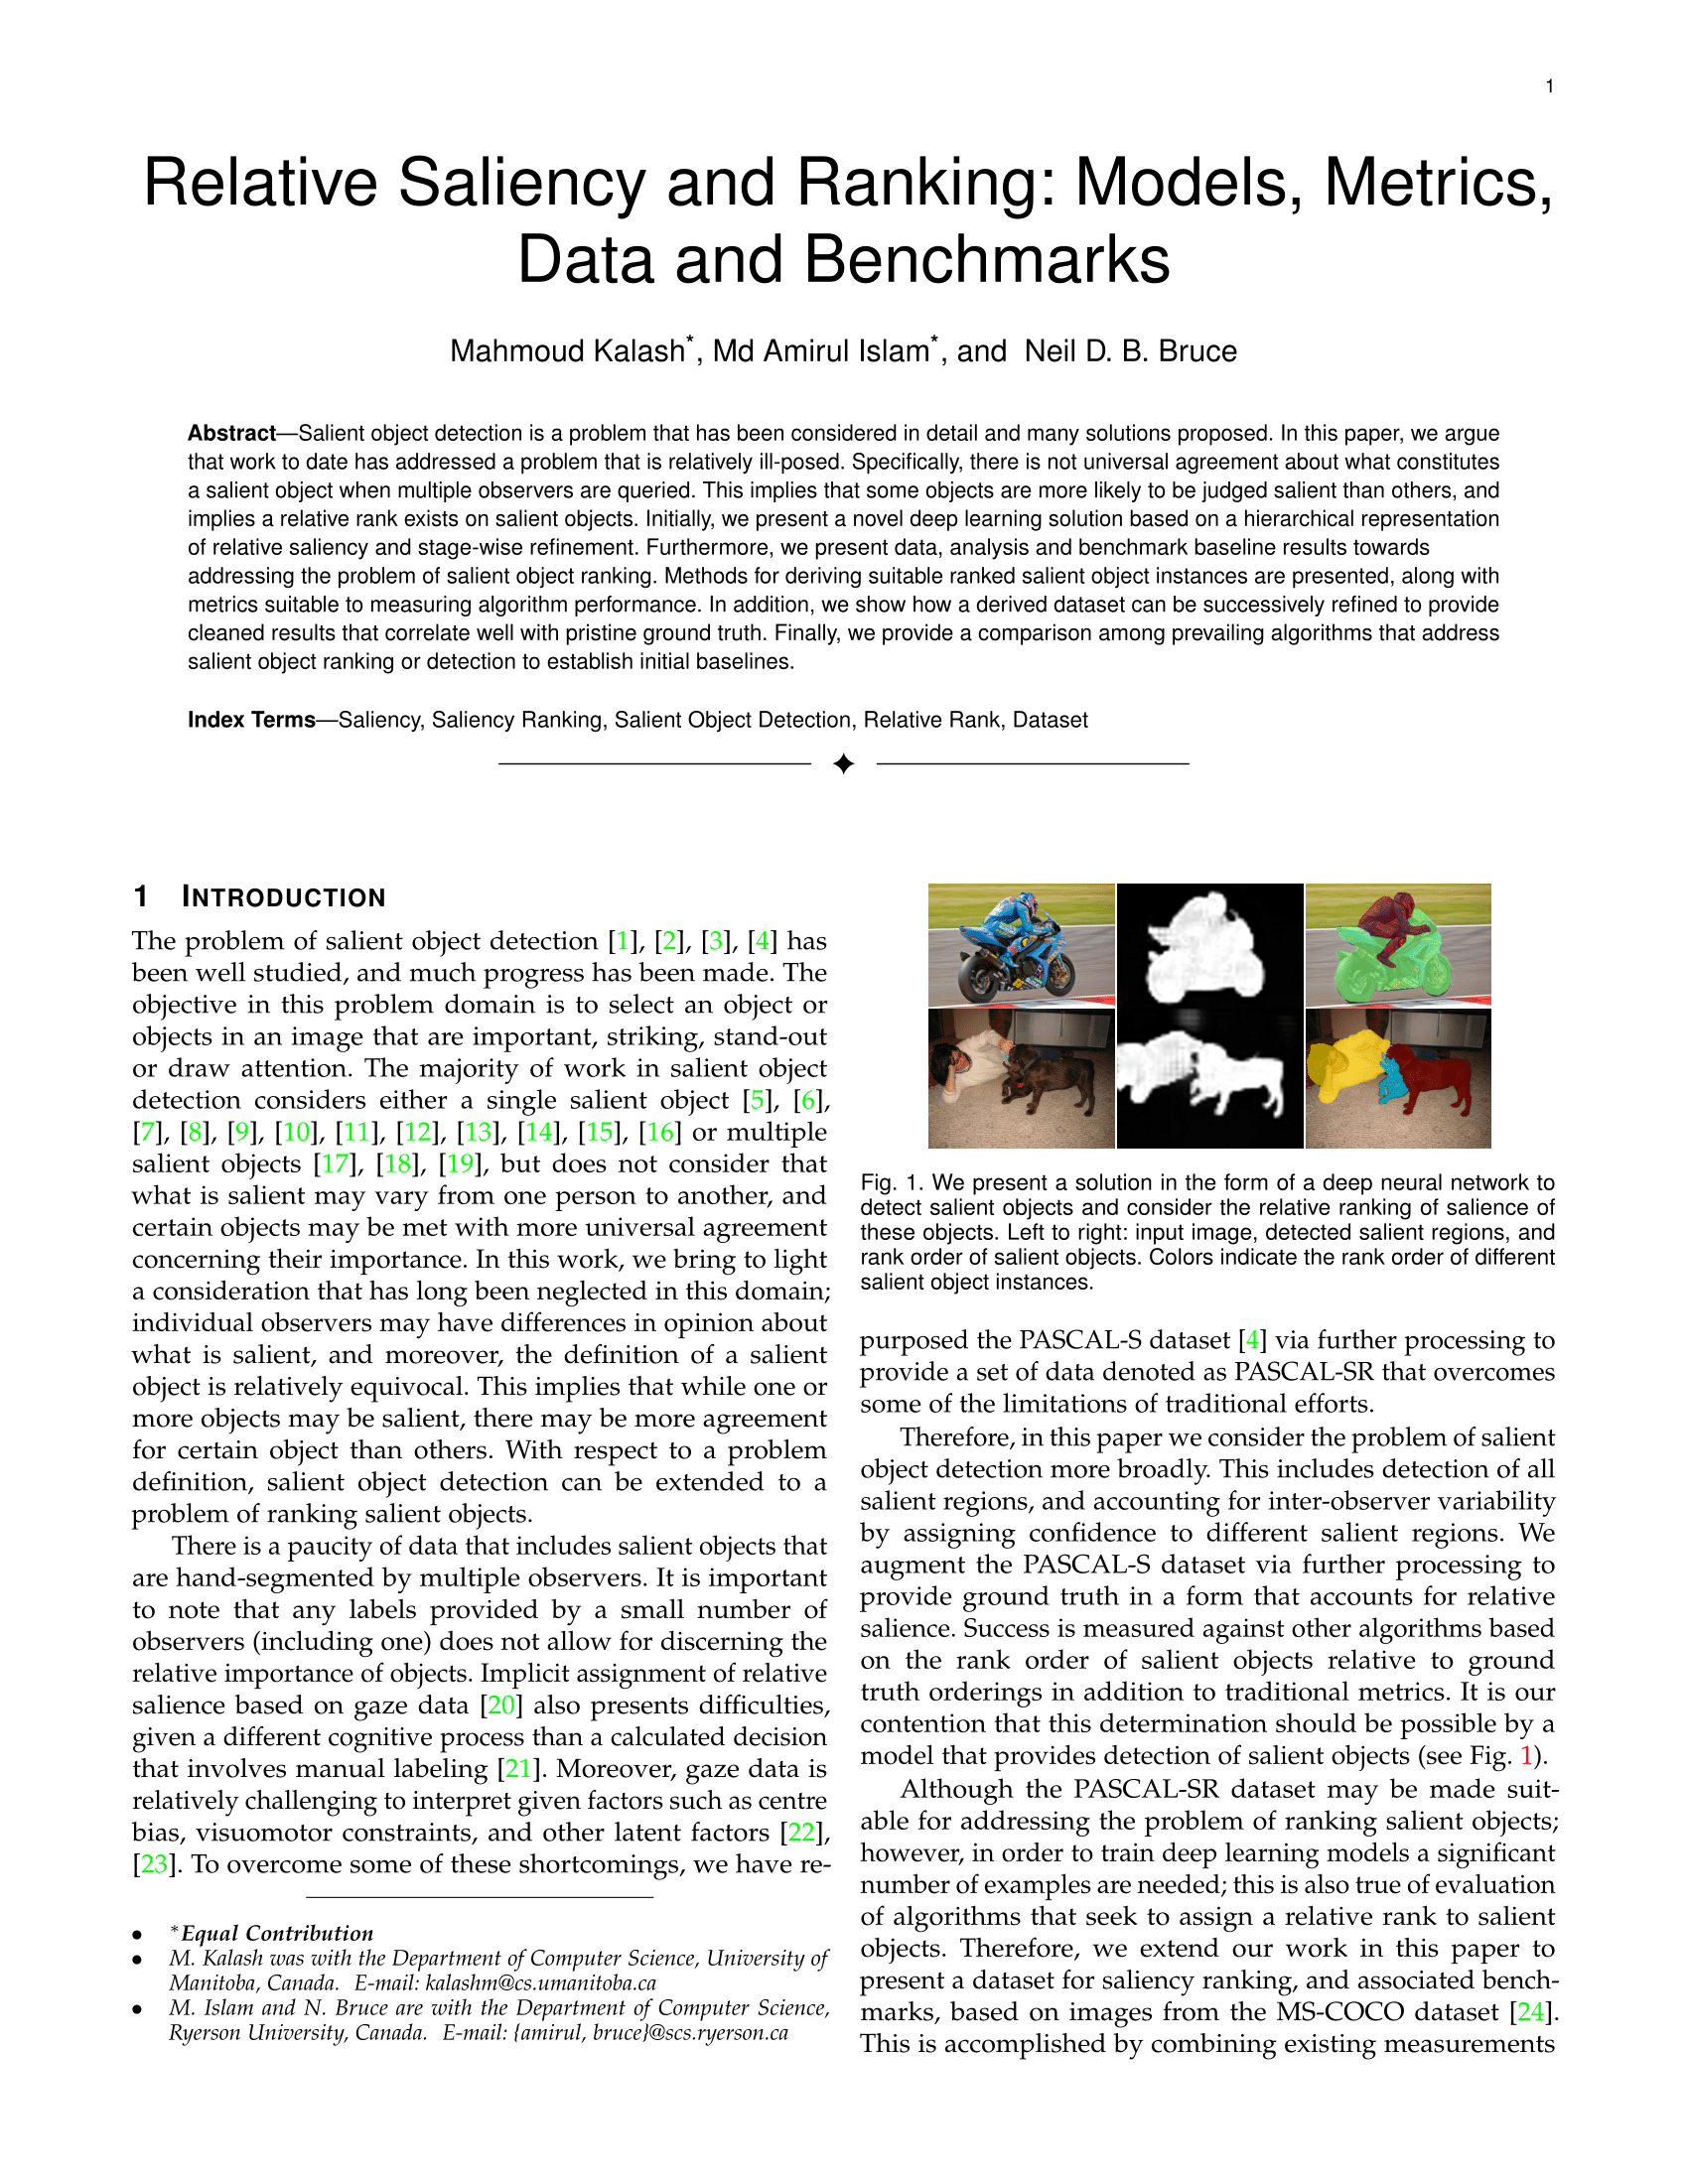 1
Relative Saliency and Ranking: Models, Metrics,
Data and Benchmarks
Mahmoud Kalash*, Md Amirul Islam*, and Neil D. B. Bruce
Abstract—Salient object detection is a problem that has been considered in detail and many solutions proposed. In this paper, we argue
that work to date has addressed a problem that is relatively ill-posed. Specifically, there is not universal agreement about what constitutes
a salient object when multiple observers are queried. This implies that some objects are more likely to be judged salient than others, and
implies a relative rank exists on salient objects. Initially, we present a novel deep learning solution based on a hierarchical representation
of relative saliency and stage-wise refinement. Furthermore, we present data, analysis and benchmark baseline results towards
addressing the problem of salient object ranking. Methods for deriving suitable ranked salient object instances are presented, along with
metrics suitable to measuring algorithm performance. In addition, we show how a derived dataset can be successively refined to provide
cleaned results that correlate well with pristine ground truth. Finally, we provide a comparison among prevailing algorithms that address
salient object ranking or detection to establish initial baselines.
Index Terms—Saliency, Saliency Ranking, Salient Object Detection, Relative Rank, Dataset
1 INTRODUCTION
The problem of salient object detection [1], [2], [3], [4] has
been well studied, and much progress has been made. The
objective in this problem domain is to select an object or
objects in an image that are important, striking, stand-out
or draw attention. The majority of work in salient object
detection considers either a single salient object [5], [6],
[7], [8], [9], [10], [11], [12], [13], [14], [15], [16] or multiple
salient objects [17], [18], [19], but does not consider that
what is salient may vary from one person to another, and
certain objects may be met with more universal agreement
concerning their importance. In this work, we bring to light
a consideration that has long been neglected in this domain;
individual observers may have differences in opinion about
what is salient, and moreover, the definition of a salient
object is relatively equivocal. This implies that while one or
more objects may be salient, there may be more agreement
for certain object than others. With respect to a problem
definition, salient object detection can be extended to a
problem of ranking salient objects.
There is a paucity of data that includes salient objects that
are hand-segmented by multiple observers. It is important
to note that any labels provided by a small number of
observers (including one) does not allow for discerning the
relative importance of objects. Implicit assignment of relative
salience based on gaze data [20] also presents difficulties,
given a different cognitive process than a calculated decision
that involves manual labeling [21]. Moreover, gaze data is
relatively challenging to interpret given factors such as centre
bias, visuomotor constraints, and other latent factors [22],
[23]. To overcome some of these shortcomings, we have re-
• *Equal Contribution
• M. Kalash was with the Department of Computer Science, University of
Manitoba, Canada. E-mail: kalashm@cs.umanitoba.ca
• M. Islam and N. Bruce are with the Department of Computer Science,
Ryerson University, Canada. E-mail: {amirul, bruce}@scs.ryerson.ca
Fig. 1. We present a solution in the form of a deep neural network to
detect salient objects and consider the relative ranking of salience of
these objects. Left to right: input image, detected salient regions, and
rank order of salient objects. Colors indicate the rank order of different
salient object instances.
purposed the PASCAL-S dataset [4] via further processing to
provide a set of data denoted as PASCAL-SR that overcomes
some of the limitations of traditional efforts.
Therefore, in this paper we consider the problem of salient
object detection more broadly. This includes detection of all
salient regions, and accounting for inter-observer variability
by assigning confidence to different salient regions. We
augment the PASCAL-S dataset via further processing to
provide ground truth in a form that accounts for relative
salience. Success is measured against other algorithms based
on the rank order of salient objects relative to ground
truth orderings in addition to traditional metrics. It is our
contention that this determination should be possible by a
model that provides detection of salient objects (see Fig. 1).
Although the PASCAL-SR dataset may be made suit-
able for addressing the problem of ranking salient objects;
however, in order to train deep learning models a significant
number of examples are needed; this is also true of evaluation
of algorithms that seek to assign a relative rank to salient
objects. Therefore, we extend our work in this paper to
present a dataset for saliency ranking, and associated bench-
marks, based on images from the MS-COCO dataset [24].
This is accomplished by combining existing measurements